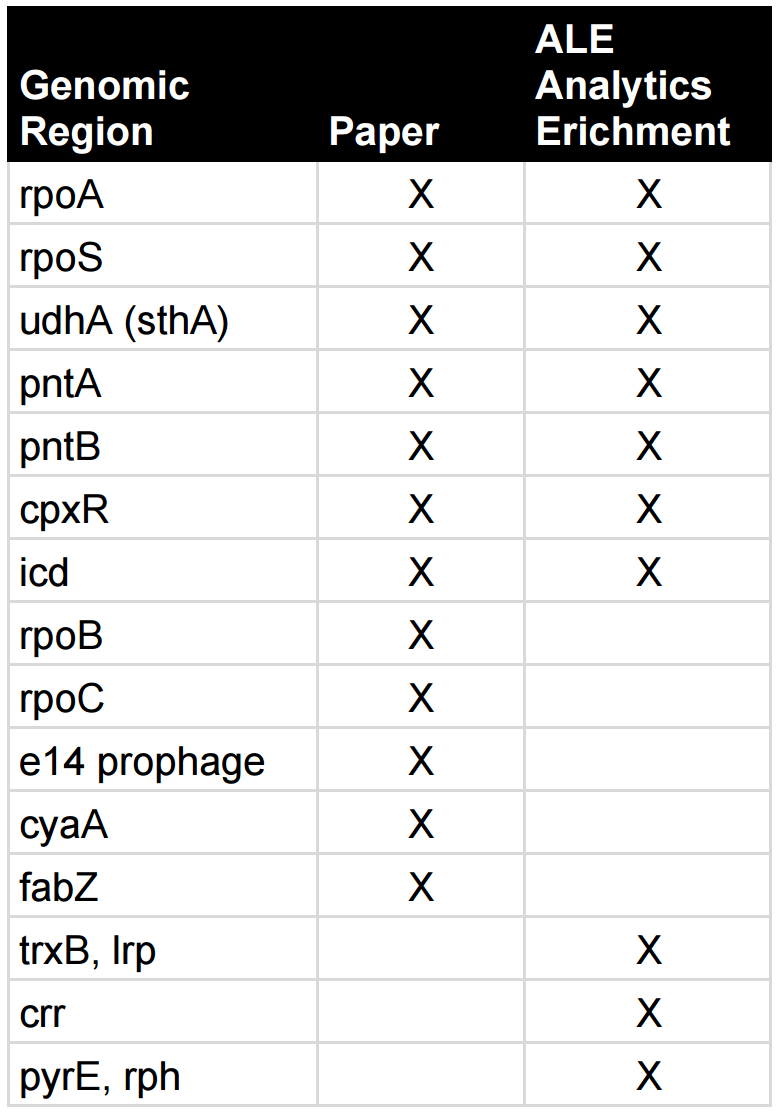 Genomic Region Paper ALE Analytics Erichment
rpoA X X
rpoS X X
udhA (sthA) X X
pntA X X
pntB X X
cpxR X X
icd X X
rpoB X
rpoC X
e14 prophage X
cyaA X
fabZ X
trxB, lrp X
crr X
pyrE, rph X